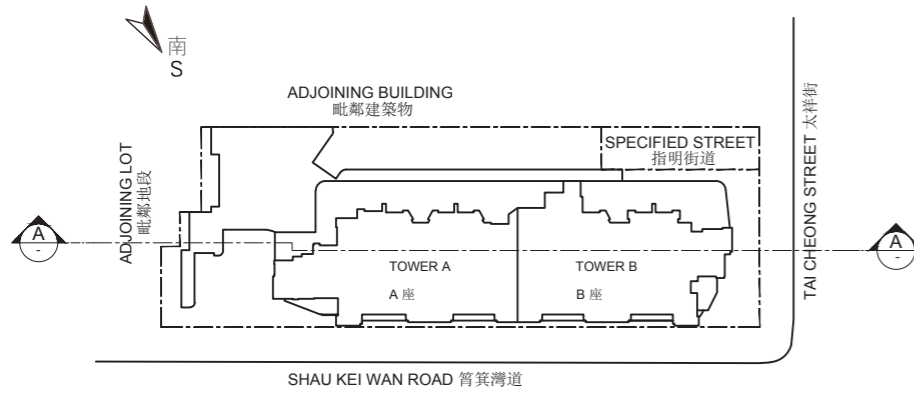 南
S
ADJOINING BUILDING
毗鄰建築物
SPECIFIED STREET
指明街道
ADJOINING LOT
毗鄰地段
TAI CHEONG STREET 太祥街
A
-
A
-
TOWER A
A 座
TOWER B
B 座
SHAU KEI WAN ROAD 筲箕灣道